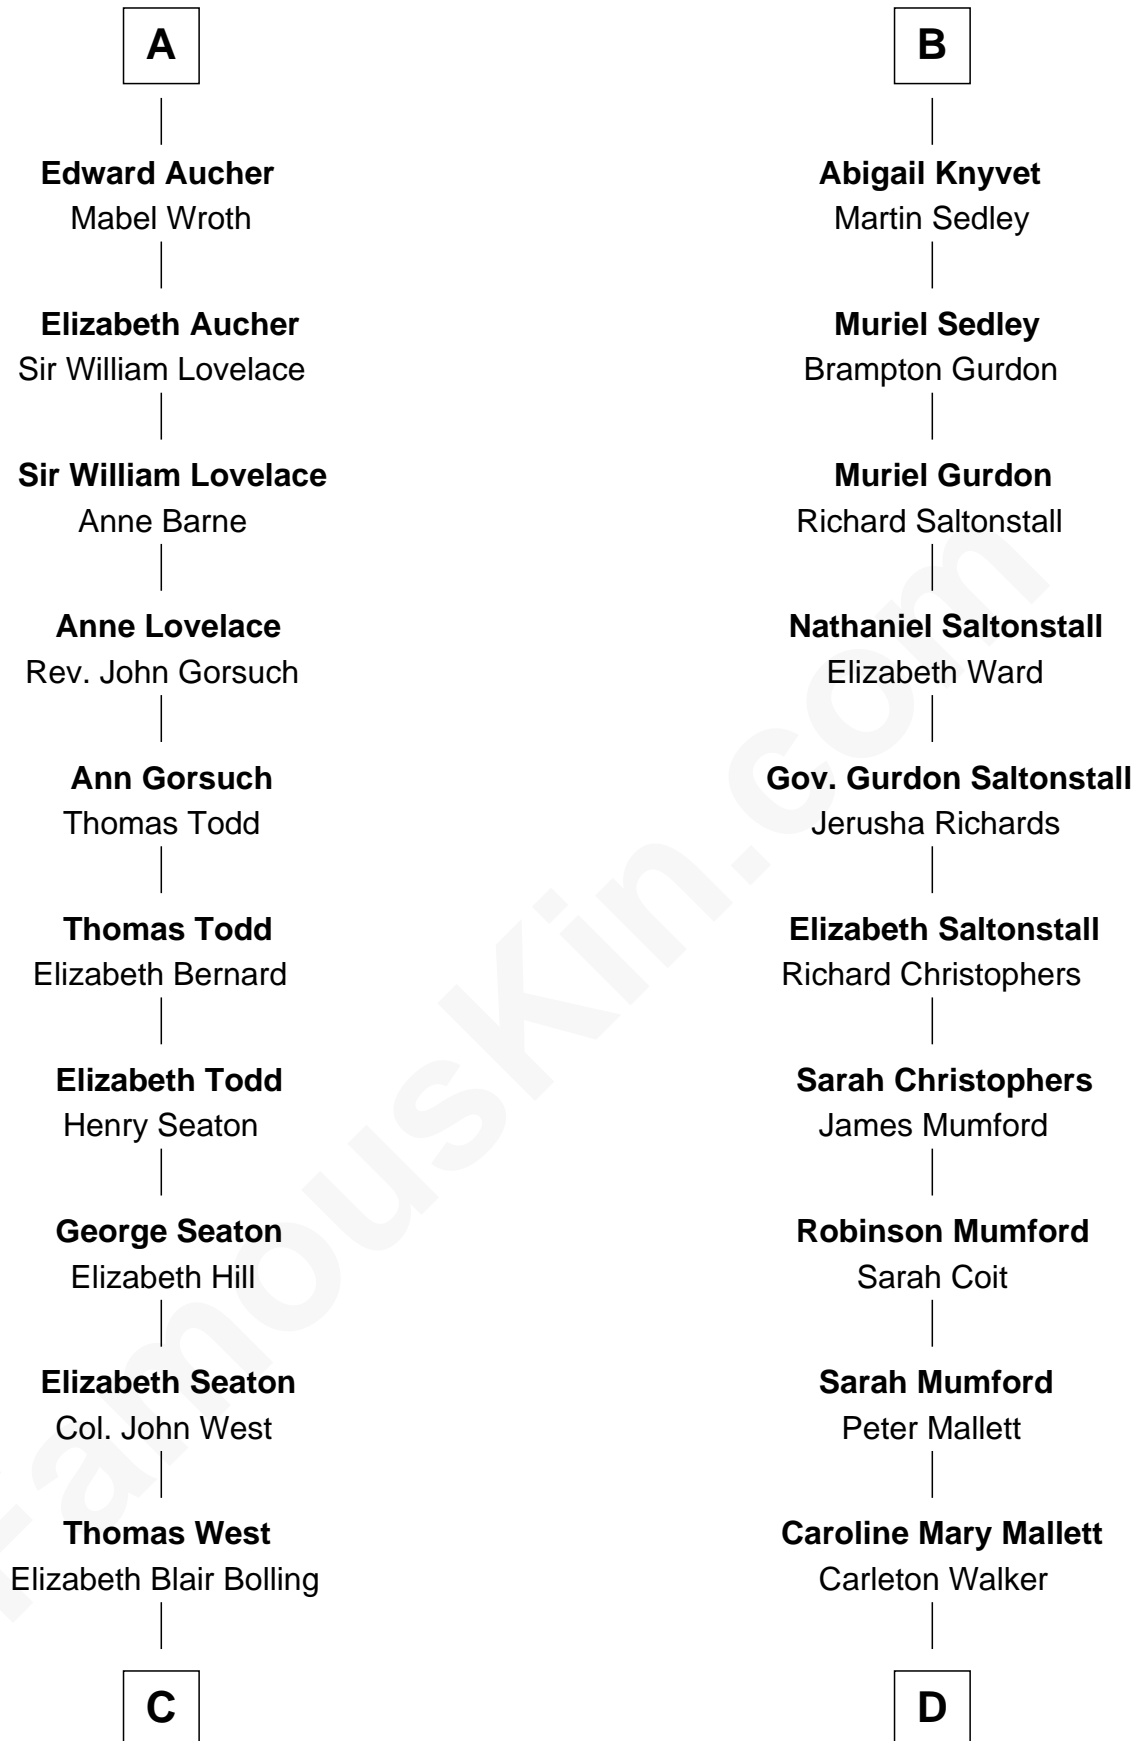 A
Edward Aucher
Mabel Wroth
Elizabeth Aucher
Sir William Lovelace
Sir William Lovelace
Anne Barne
Anne Lovelace
Rev. John Gorsuch
Ann Gorsuch
Thomas Todd
Thomas Todd
Elizabeth Bernard
Elizabeth Todd
Henry Seaton
George Seaton
Elizabeth Hill
Elizabeth Seaton
Col. John West
Thomas West
Elizabeth Blair Bolling
C
B
Abigail Knyvet
Martin Sedley
Muriel Sedley
Brampton Gurdon
Muriel Gurdon
Richard Saltonstall
Nathaniel Saltonstall
Elizabeth Ward
Gov. Gurdon Saltonstall
Jerusha Richards
Elizabeth Saltonstall
Richard Christophers
Sarah Christophers
James Mumford
Robinson Mumford
Sarah Coit
Sarah Mumford
Peter Mallett
Caroline Mary Mallett
Carleton Walker
D
FamousKin.com